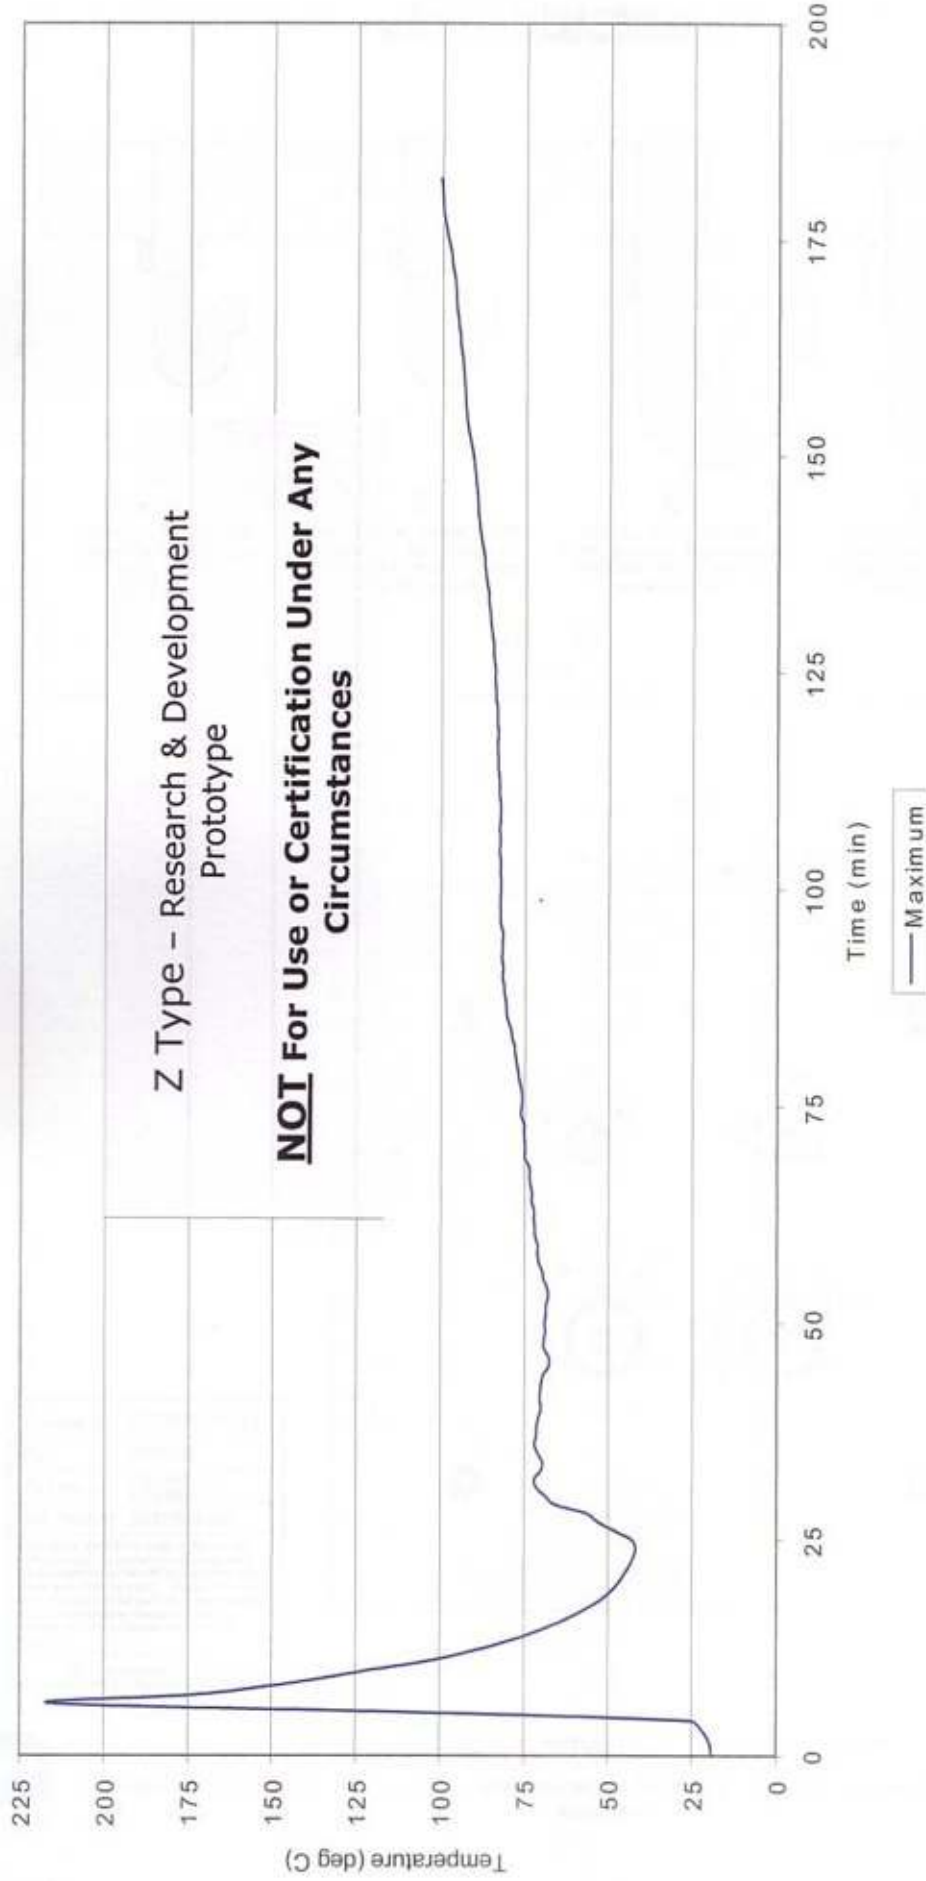 225
200
175
150
125
100
75
50
25
0
Temperature (deg C)
Z Type – Research & Development
Prototype
NOT For Use or Certification Under Any
Circumstances
0
25
50
75
100
125
150
175
200
Time (min)
Maximum